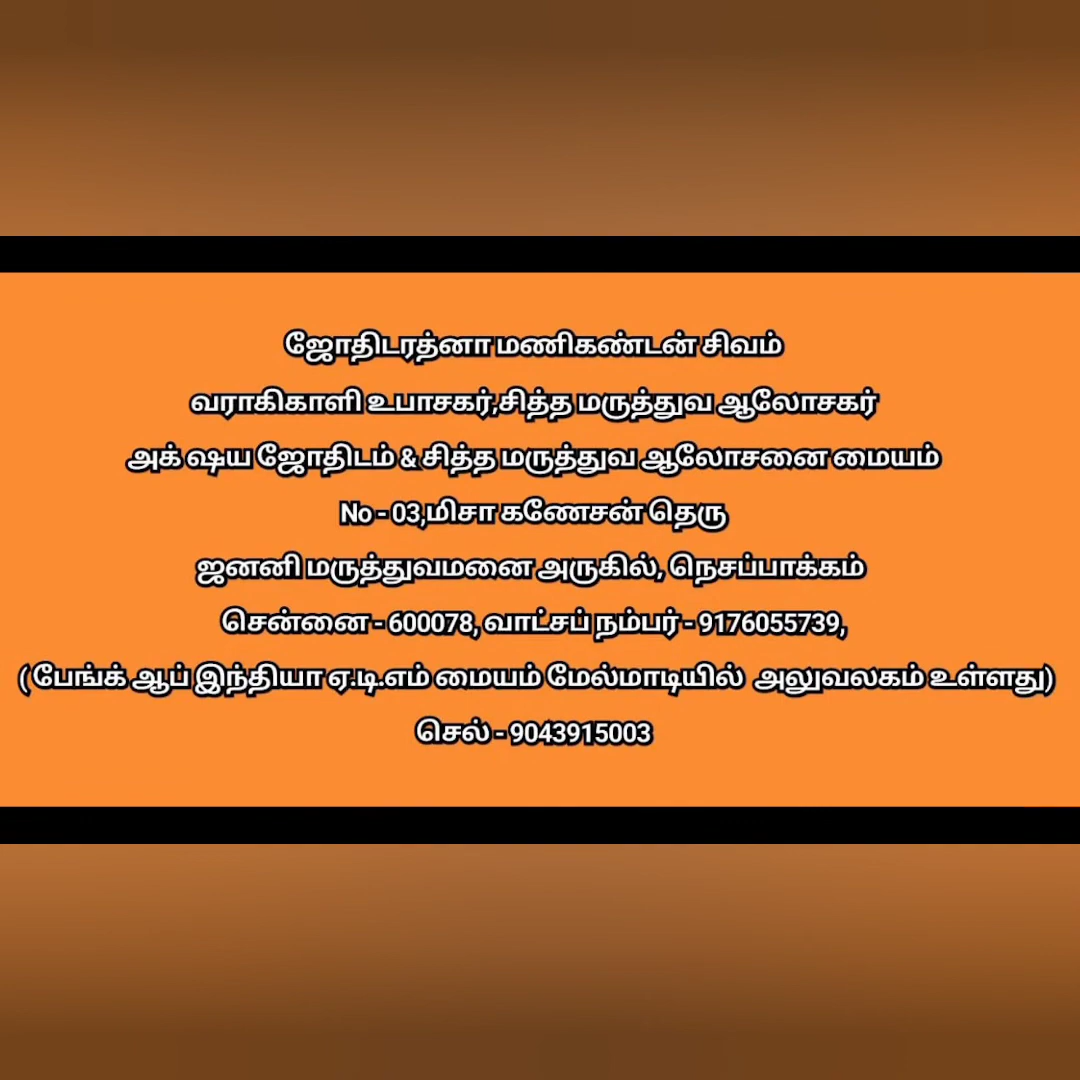 ஜோதிடரத்னா மணிகண்டன் சிவம்
வராகிகாளி உபாசகர்,சித்த மருத்துவ ஆலோசகர்
அக் ஷய ஜோதிடம் & சித்த மருத்துவ ஆலோசனை மையம்
No - 03,மிசா கணேசன் தெரு
ஜனனி மருத்துவமனை அருகில், நெசப்பாக்கம்
சென்னை - 600078, வாட்சப் நம்பர் - 9176055739,
( பேங்க் ஆப் இந்தியா ஏ.டி.எம் மையம் மேல்மாடியில் அலுவலகம் உள்ளது)
செல் - 9043915003